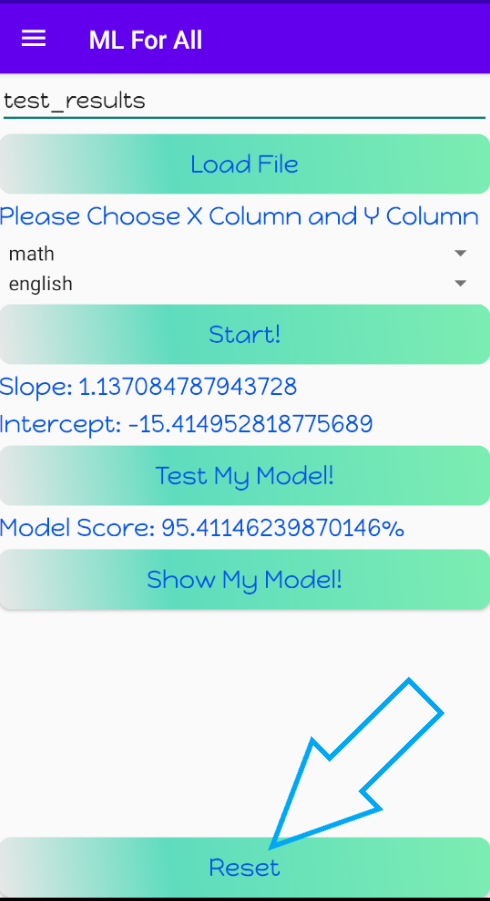 ML For All
test_results
Load File
Please Choose X Column and Y Column
math
english
Start!
Slope: 1.137084787943728
Intercept: -15.414952818775689
Test My Model!
Model Score: 95.41146239870146%
Show My Model!
Reset